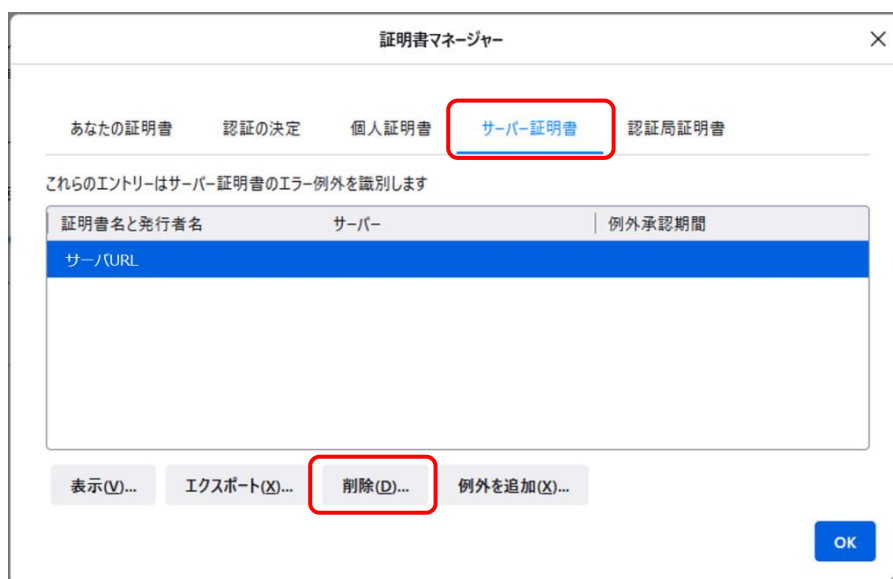 証明書マネージャー
あなたの証明書 認証の決定 個人証明書 サーバー証明書 認証局証明書
これらのエントリーはサーバー証明書のエラー例外を識別します
証明書名と発行者名 サーバー 例外承認期間
サーバURL
表示(V)... エクスポート(X)... 削除(D)... 例外を追加(X)...
OK